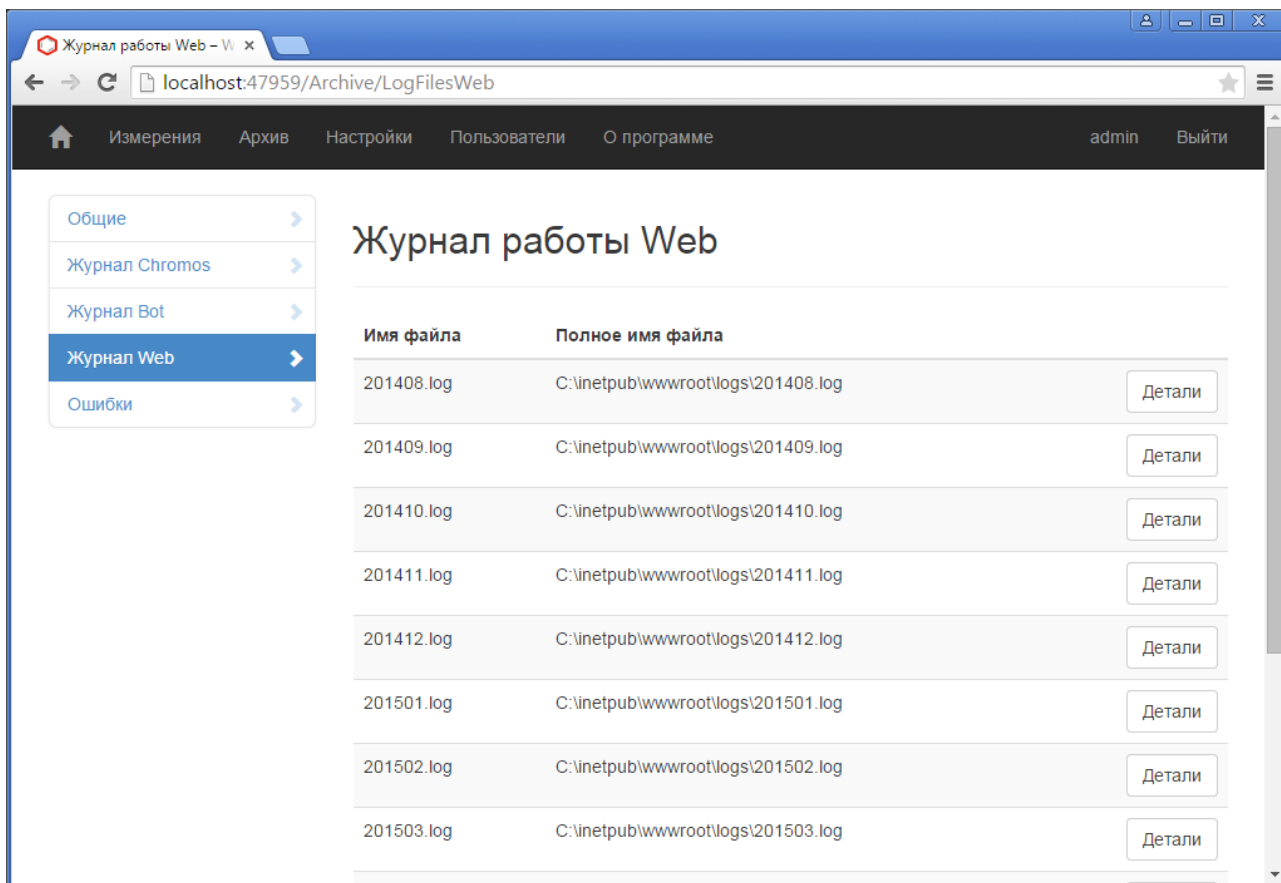 Журнал работы Web – W
localhost:47959/Archive/LogFilesWeb
Измерения Архив Настройки Пользователи О программе admin Выйти
Общие
Журнал Chromos
Журнал Bot
Журнал Web
Ошибки
Журнал работы Web
Имя файла Полное имя файла
201408.log C:\inetpub\wwwroot\logs\201408.log Детали
201409.log C:\inetpub\wwwroot\logs\201409.log Детали
201410.log C:\inetpub\wwwroot\logs\201410.log Детали
201411.log C:\inetpub\wwwroot\logs\201411.log Детали
201412.log C:\inetpub\wwwroot\logs\201412.log Детали
201501.log C:\inetpub\wwwroot\logs\201501.log Детали
201502.log C:\inetpub\wwwroot\logs\201502.log Детали
201503.log C:\inetpub\wwwroot\logs\201503.log Детали